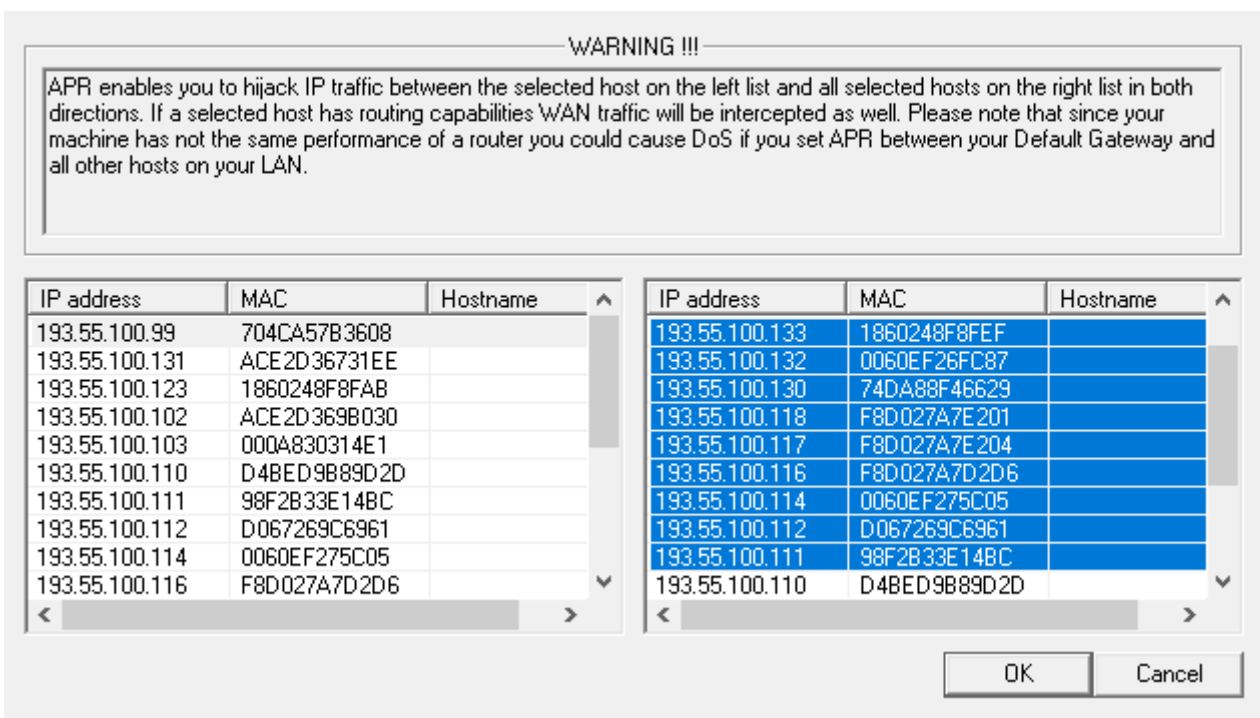 WARNING !!!
APR enables you to hijack IP traffic between the selected host on the left list and all selected hosts on the right list in both
directions. If a selected host has routing capabilities WAN traffic will be intercepted as well. Please note that since your
machine has not the same performance of a router you could cause DoS if you set APR between your Default Gateway and
all other hosts on your LAN.
IP address MAC Hostname
193.55.100.99 704CA57B3608
193.55.100.131 ACE2D36731EE
193.55.100.123 1860248F8FAB
193.55.100.102 ACE2D369B030
193.55.100.103 000A830314E1
193.55.100.110 D4BED9B89D2D
193.55.100.111 98F2B33E14BC
193.55.100.112 D067269C6961
193.55.100.114 0060EF275C05
193.55.100.116 F8D027A7D2D6
IP address MAC Hostname
193.55.100.133 1860248F8FEF
193.55.100.132 0060EF26FC87
193.55.100.130 74DA88F46629
193.55.100.118 F8D027A7E201
193.55.100.117 F8D027A7E204
193.55.100.116 F8D027A7D2D6
193.55.100.114 0060EF275C05
193.55.100.112 D067269C6961
193.55.100.111 98F2B33E14BC
193.55.100.110 D4BED9B89D2D
OK Cancel